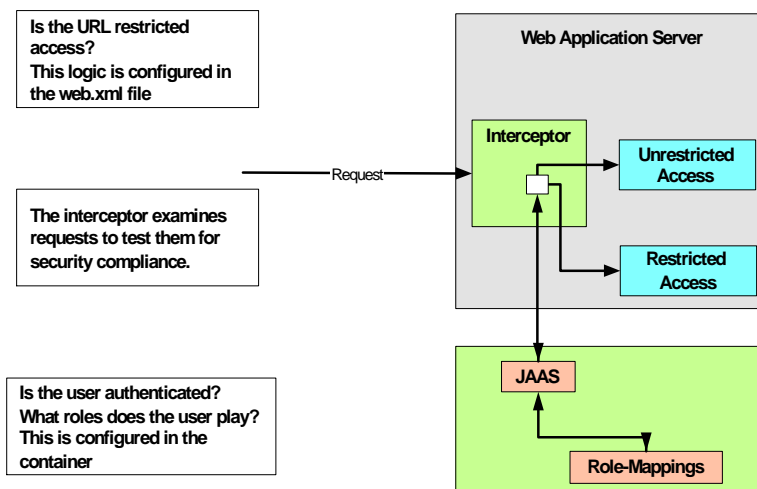 Is the URL restricted
access?
This logic is configured in
the web.xml file
Web Application Server
Interceptor
Unrestricted
Access
Request
The interceptor examines
requests to test them for
security compliance.
Restricted
Access
JAAS
Is the user authenticated?
What roles does the user play?
This is configured in the
container
Role-Mappings